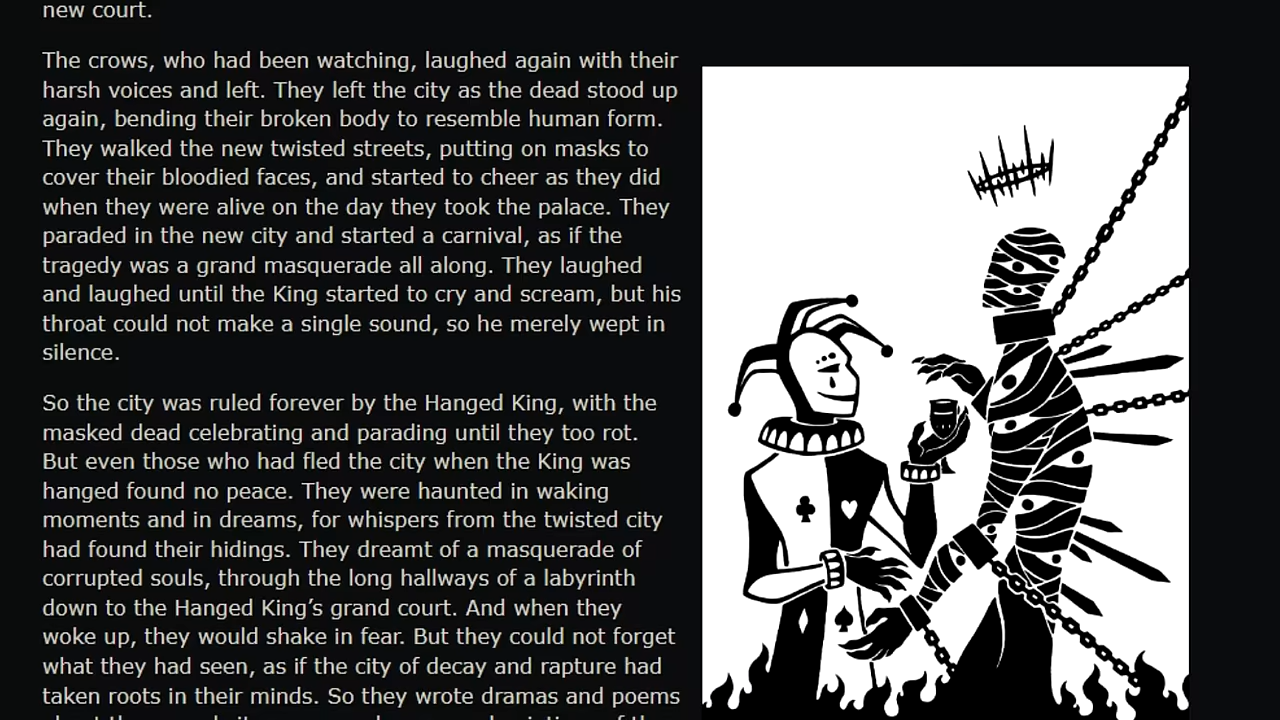 new court.
The crows, who had been watching, laughed again with their
harsh voices and left. They left the city as the dead stood up
again, bending their broken body to resemble human form.
They walked the new twisted streets, putting on masks to
cover their bloodied faces, and started to cheer as they did
when they were alive on the day they took the palace. They
paraded in the new city and started a carnival, as if the
tragedy was a grand masquerade all along. They laughed
and laughed until the King started to cry and scream, but his
throat could not make a single sound, so he merely wept in
silence.
So the city was ruled forever by the Hanged King, with the
masked dead celebrating and parading until they too rot.
But even those who had fled the city when the King was
hanged found no peace. They were haunted in waking
moments and in dreams, for whispers from the twisted city
had found their hidings. They dreamt of a masquerade of
corrupted souls, through the long hallways of a labyrinth
down to the Hanged King’s grand court. And when they
woke up, they would shake in fear. But they could not forget
what they had seen, as if the city of decay and rapture had
taken roots in their minds. So they wrote dramas and poems